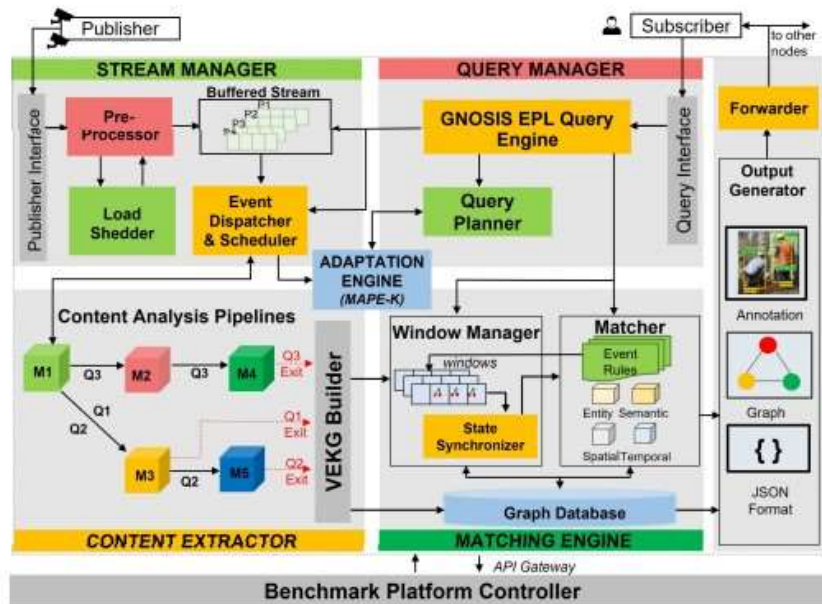 Publisher
Subscriber
to other
nodes
STREAM MANAGER
QUERY MANAGER
Publisher Interface
Pre-
Processor
Buffered Stream
P1
P2
P3
P4
Load
Shedder
Event
Dispatcher
& Scheduler
GNOSIS EPL Query
Engine
Query
Planner
Query Interface
Forwarder
ADAPTATION
ENGINE
(MAPE-K)
Output
Generator
Annotation
Graph
{ }
JSON
Format
Content Analysis Pipelines
M1
Q3
M2
Q3
M4
Q3
Exit
Q1
Q2
M3
Q1
Exit
Q2
M5
Q2
Exit
VEKG Builder
Window Manager
windows
State
Synchronizer
Matcher
Event
Rules
Entity
Semantic
Spatial
Temporal
Graph Database
CONTENT EXTRACTOR
MATCHING ENGINE
API Gateway
Benchmark Platform Controller